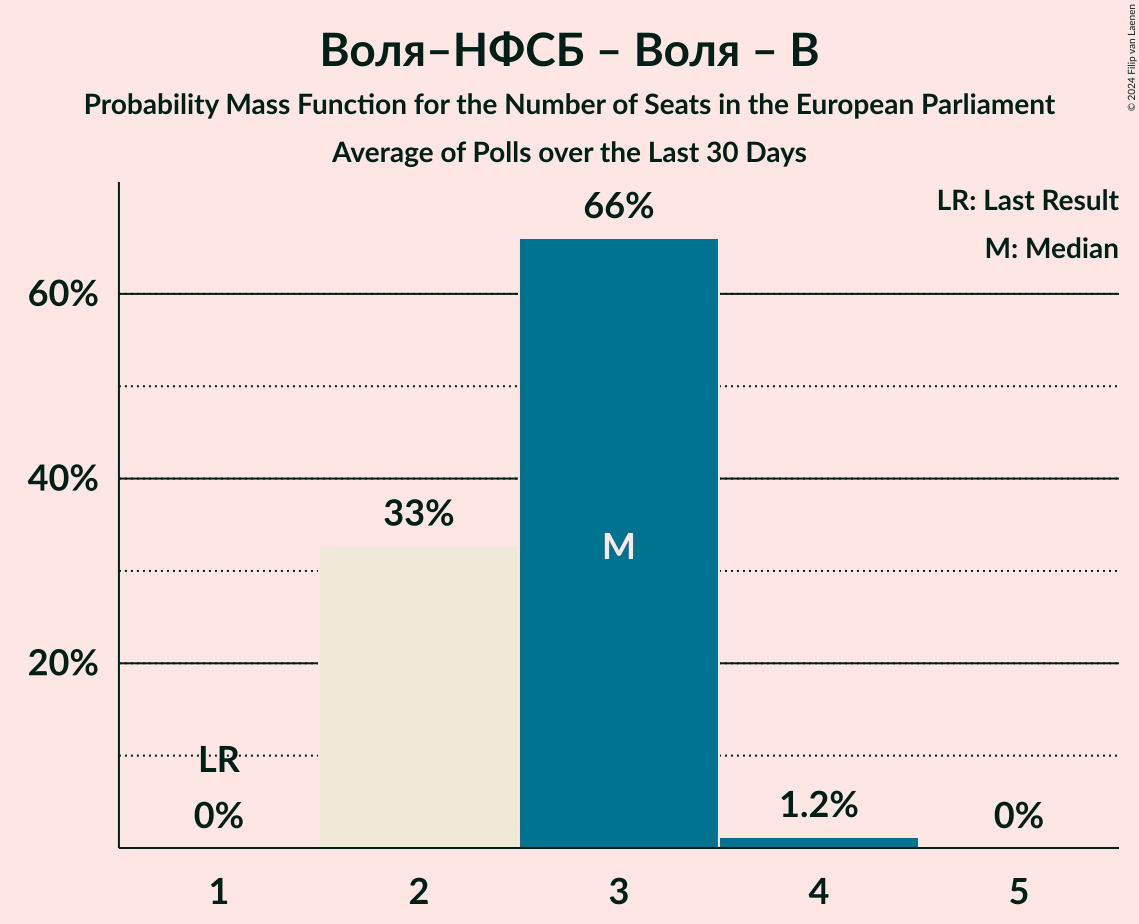 Воля–НФСБ – Воля – В
Probability Mass Function for the Number of Seats in the European Parliament
Average of Polls over the Last 30 Days
© 2024 Filip van Laenen
LR: Last Result
M: Median
66%
60%
40%
33%
M
20%
LR
0%
1.2%
0%
1 2 3 4 5